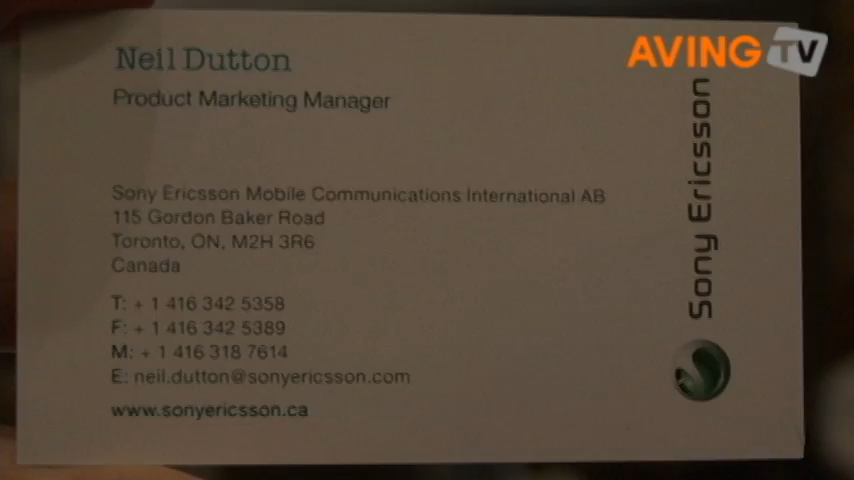 Neil Dutton
Product Marketing Manager
Sony Ericsson Mobile Communications International AB
115 Gordon Baker Road
Toronto, ON, M2H 3R6
Canada
T: + 1 416 342 5358
F: + 1 416 342 5389
M: + 1 416 318 7614
E: neil.dutton@sonyericsson.com
www.sonyericsson.ca
Sony Ericsson
AVING TV